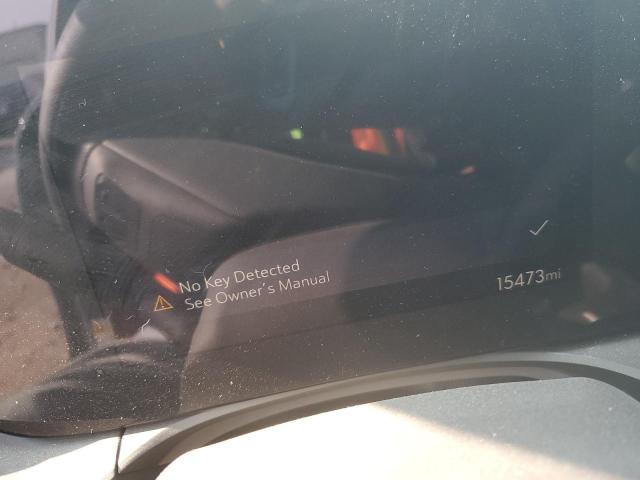 No Key Detected
See Owner's Manual
15473mi